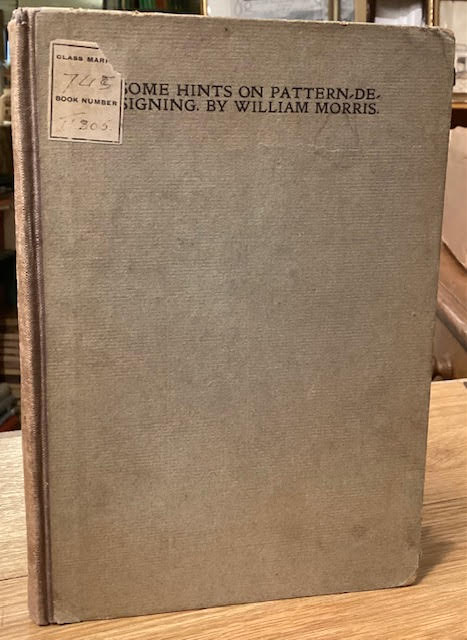 CLASS MARK
745
BOOK NUMBER
SOME HINTS ON PATTERN-DE-
SIGNING. BY WILLIAM MORRIS.